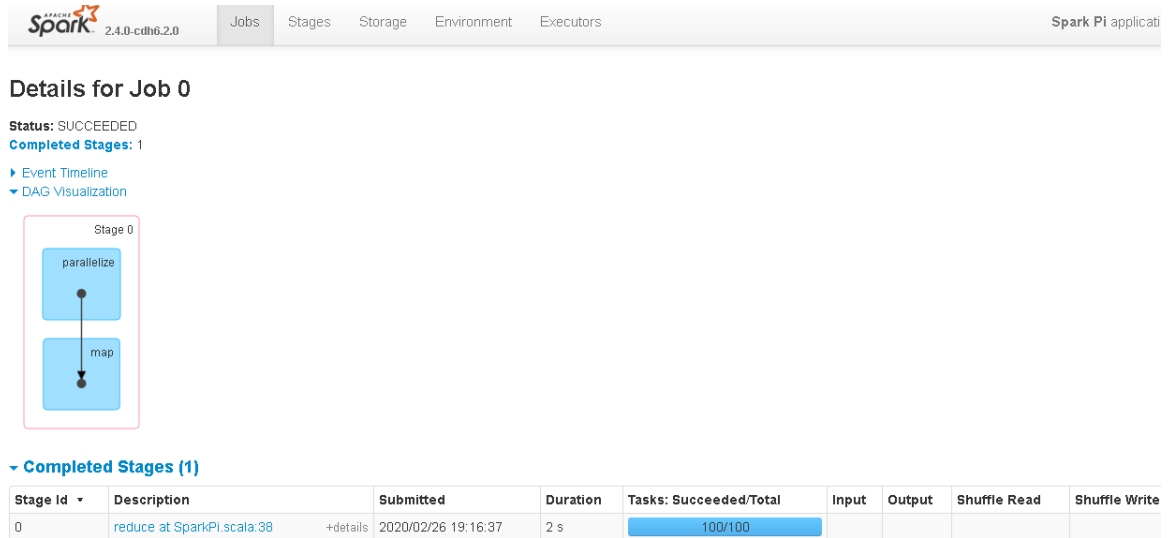 APACHE Spark 2.4.0-cdh6.2.0 Jobs Stages Storage Environment Executors Spark Pi applicati
Details for Job 0
Status: SUCCEEDED
Completed Stages: 1
Event Timeline
DAG Visualization
Stage 0
parallelize
map
Completed Stages (1)
Stage Id Description Submitted Duration Tasks: Succeeded/Total Input Output Shuffle Read Shuffle Write
0 reduce at SparkPi.scala:38 +details 2020/02/26 19:16:37 2 s 100/100